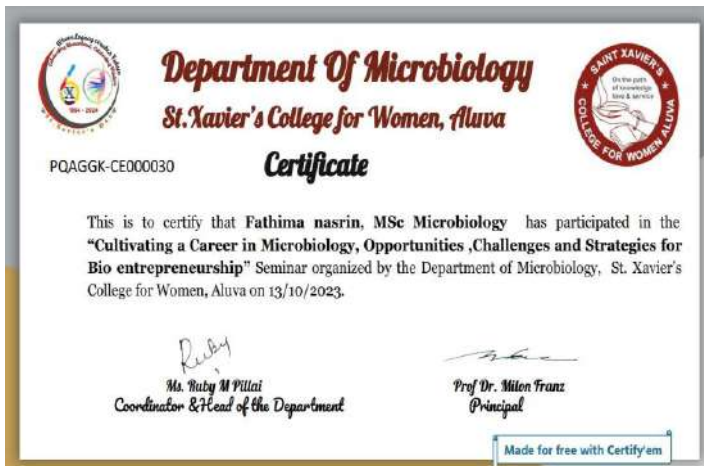 Department Of Microbiology
St.Xavier's College for Women, Aluva
PQAGGK-CE000030
Certificate
This is to certify that Fathima nasrin, MSc Microbiology has participated in the
“Cultivating a Career in Microbiology, Opportunities ,Challenges and Strategies for
Bio entrepreneurship” Seminar organized by the Department of Microbiology, St. Xavier's
College for Women, Aluva on 13/10/2023.
Ruby
Ms. Ruby M Pillai
Coordinator & Head of the Department
Prof Dr. Milon Franz
Principal
SAINT XAVIER'S
COLLEGE FOR WOMEN ALUVA
On the path
of knowledge
love & service
X
1964 - 2024
Made for free with Certify'em